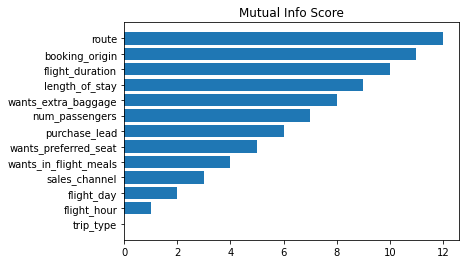 Mutual Info Score
route
booking_origin
flight_duration
length_of_stay
wants_extra_baggage
num_passengers
purchase_lead
wants_preferred_seat
wants_in_flight_meals
sales_channel
flight_day
flight_hour
trip_type
0 2 4 6 8 10 12